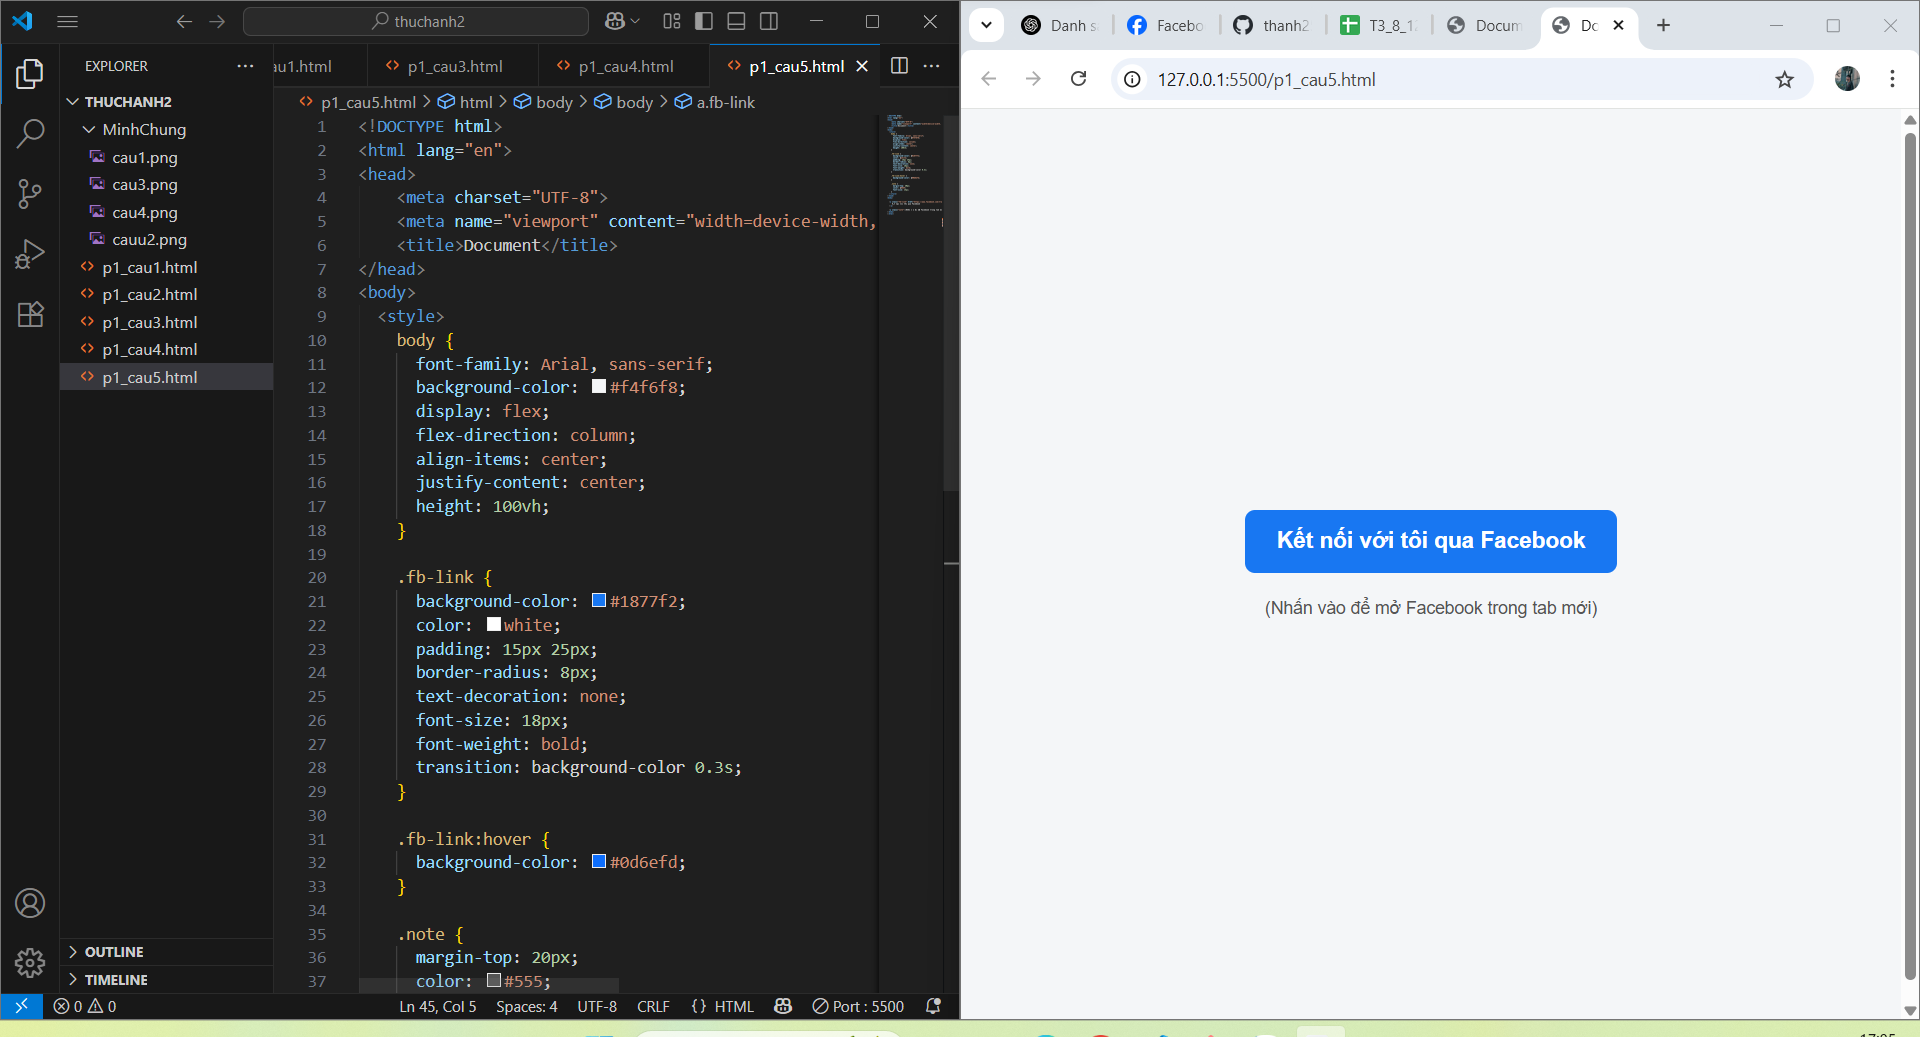 thuchanh2
EXPLORER
THUCHANH2
MinhChung
cau1.png
cau3.png
cau4.png
cauu2.png
p1_cau1.html
p1_cau2.html
p1_cau3.html
p1_cau4.html
p1_cau5.html
OUTLINE
TIMELINE
au1.html
p1_cau3.html
p1_cau4.html
p1_cau5.html
p1_cau5.html > html > body > body > a.fb-link
1 <!DOCTYPE html>
2 <html lang="en">
3 <head>
4 <meta charset="UTF-8">
5 <meta name="viewport" content="width=device-width,
6 <title>Document</title>
7 </head>
8 <body>
9 <style>
10 body {
11 font-family: Arial, sans-serif;
12 background-color: #f4f6f8;
13 display: flex;
14 flex-direction: column;
15 align-items: center;
16 justify-content: center;
17 height: 100vh;
18 }
19
20 .fb-link {
21 background-color: #1877f2;
22 color: white;
23 padding: 15px 25px;
24 border-radius: 8px;
25 text-decoration: none;
26 font-size: 18px;
27 font-weight: bold;
28 transition: background-color 0.3s;
29 }
30
31 .fb-link:hover {
32 background-color: #0d6efd;
33 }
34
35 .note {
36 margin-top: 20px;
37 color: #555;
0 0
Ln 45, Col 5 Spaces: 4 UTF-8 CRLF {} HTML Port : 5500
Danh s
Facebo
thanh2
T3_8_12
Docum
Do
127.0.0.1:5500/p1_cau5.html
Kết nối với tôi qua Facebook
(Nhấn vào để mở Facebook trong tab mới)